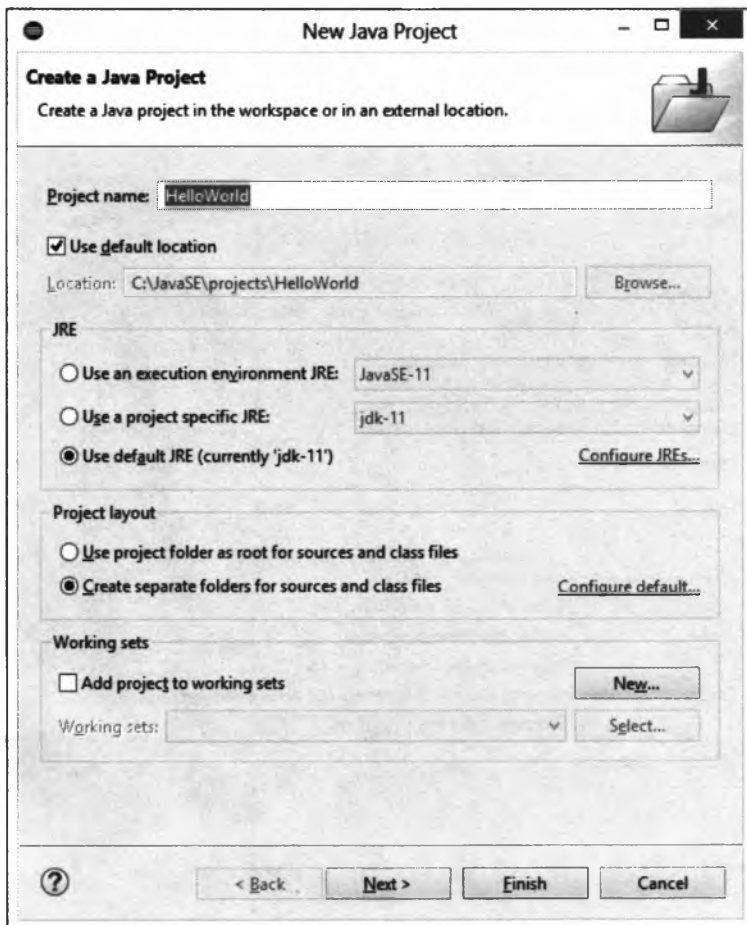 New Java Project
Create a Java Project
Create a Java project in the workspace or in an external location.
Project name: HelloWorld
Use default location
Location: C:\JavaSE\projects\HelloWorld Browse...
JRE
Use an execution environment JRE: JavaSE-11
Use a project specific JRE: jdk-11
Use default JRE (currently 'jdk-11') Configure JREs...
Project layout
Use project folder as root for sources and class files
Create separate folders for sources and class files Configure default...
Working sets
Add project to working sets New...
Working sets: Select...
? < Back Next > Finish Cancel